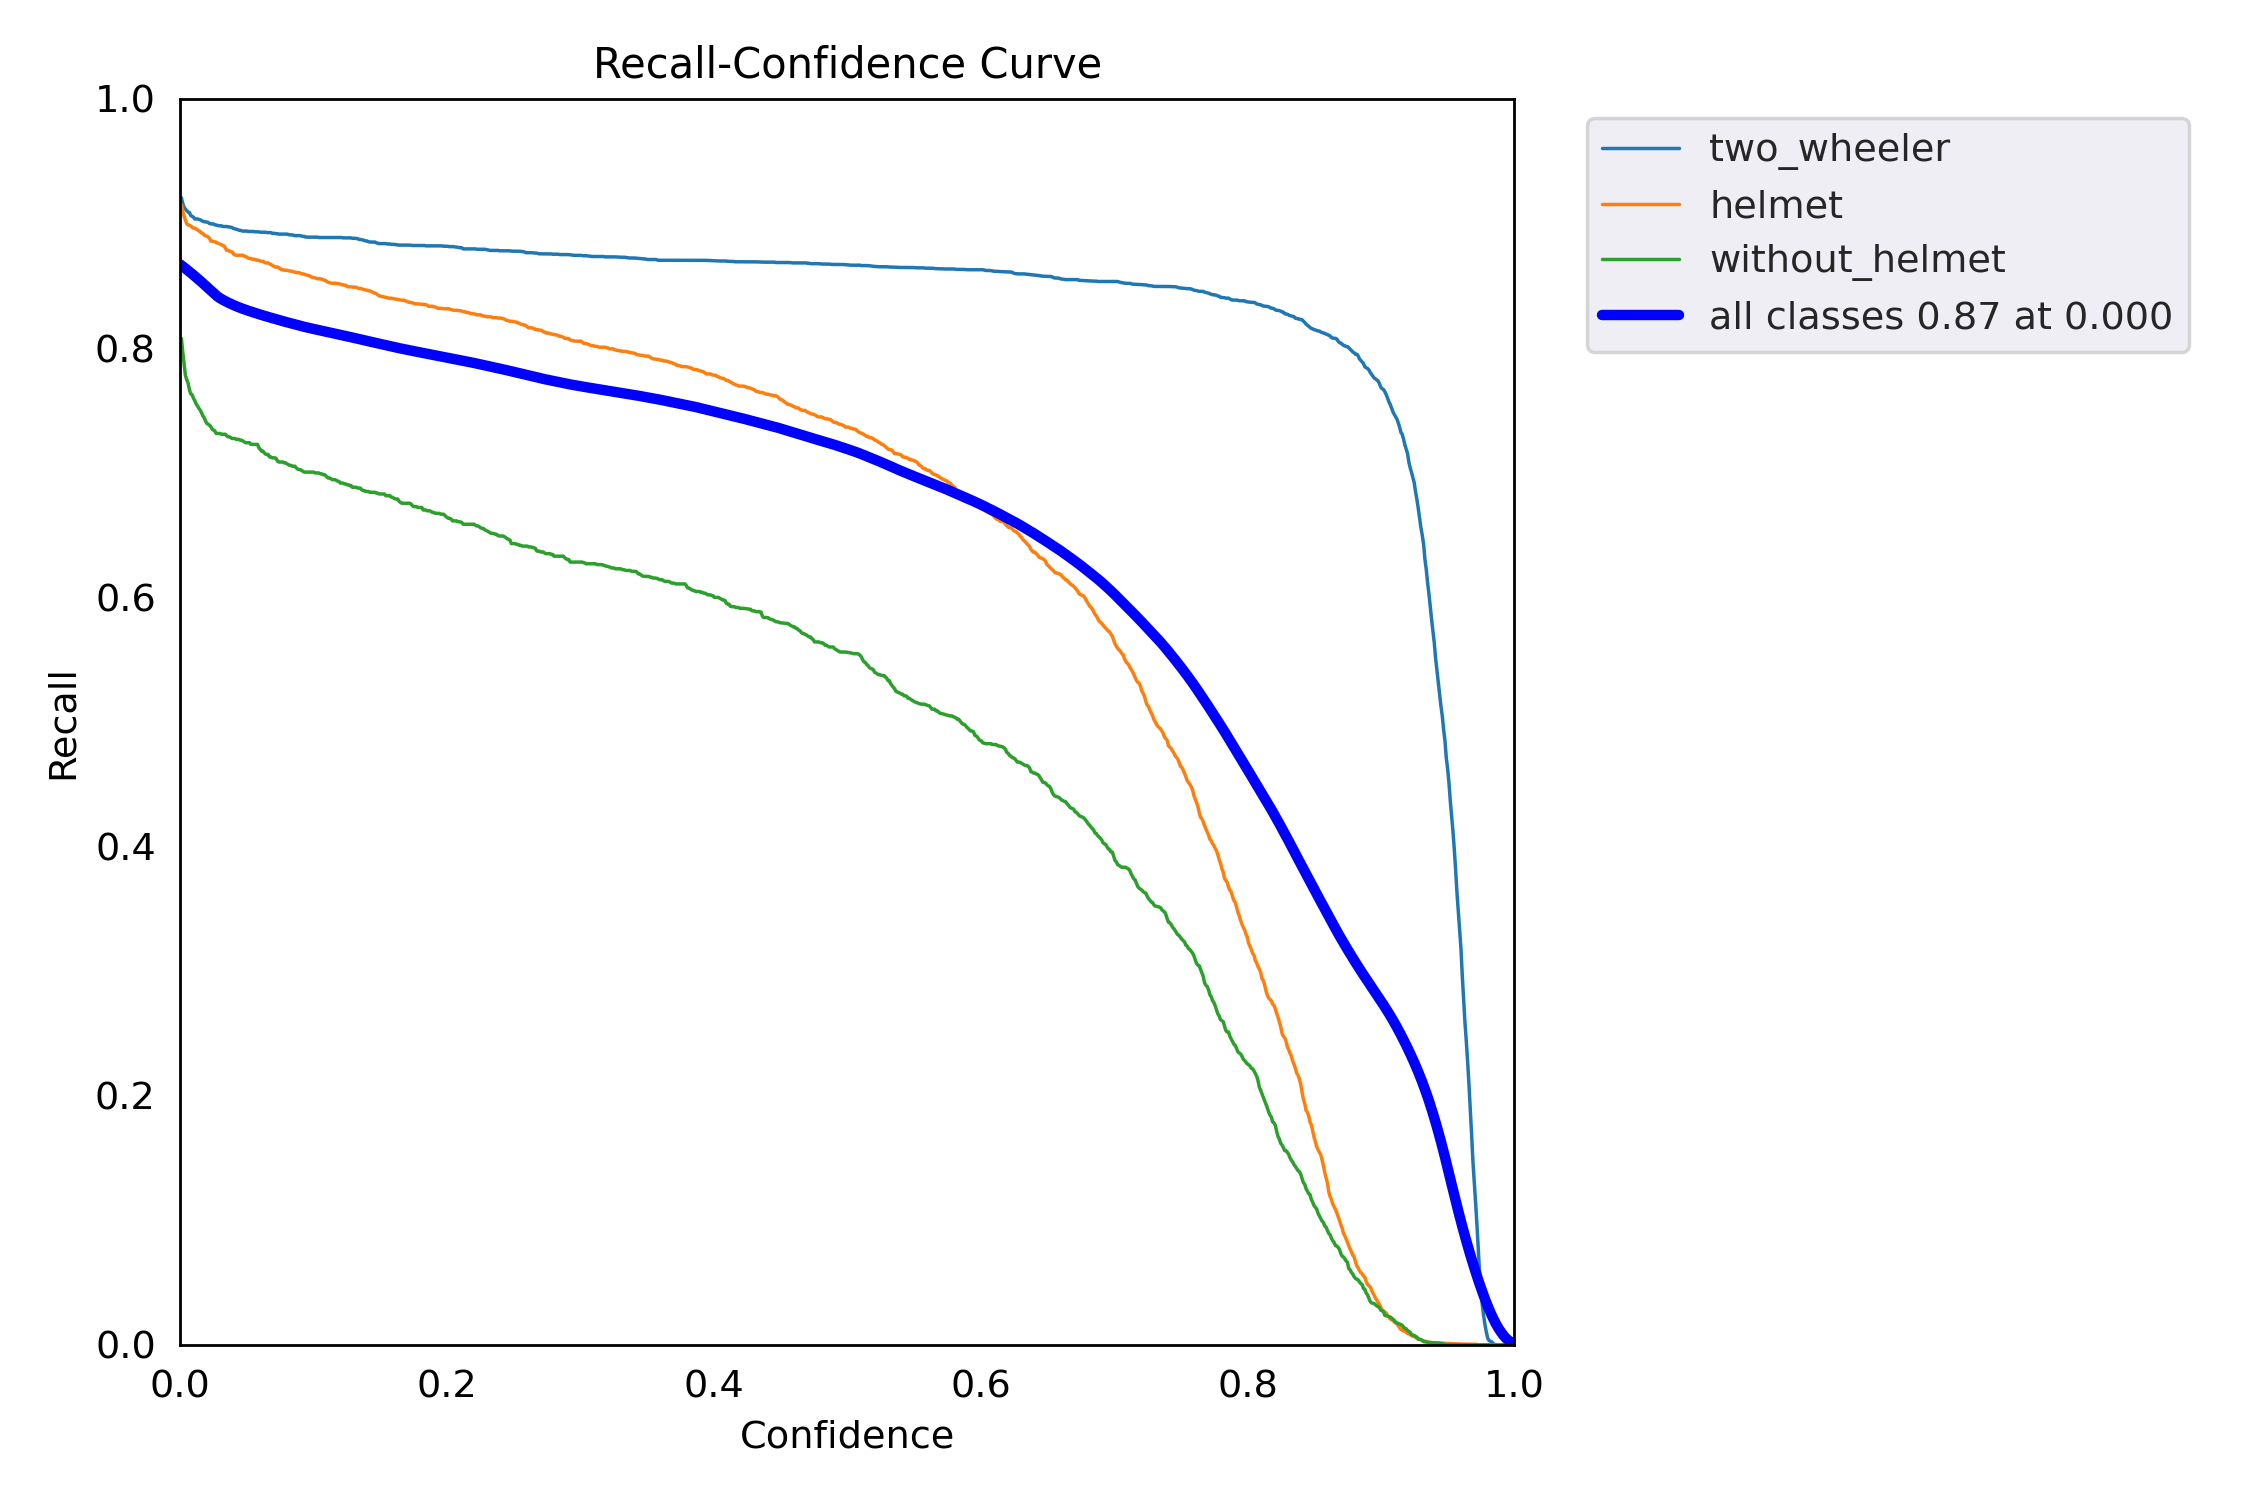 Recall-Confidence Curve
1.0
0.8
0.6
0.4
0.2
0.0
Recall
0.0 0.2 0.4 0.6 0.8 1.0
Confidence
two_wheeler
helmet
without_helmet
all classes 0.87 at 0.000